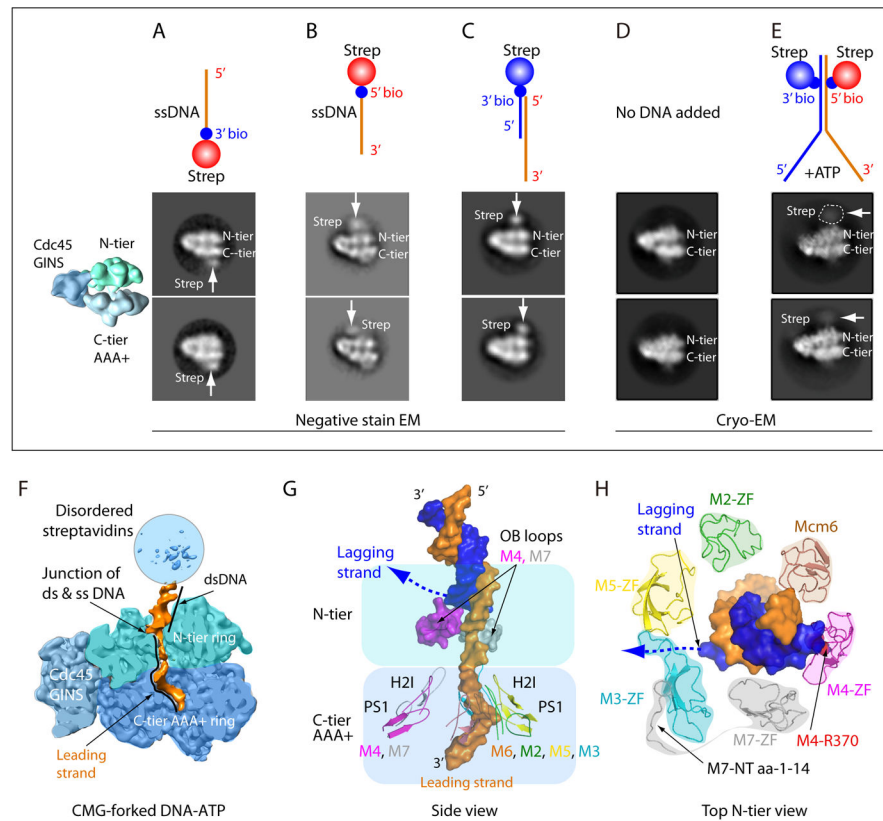 A
5’
ssDNA
3’ bio
Strep
B
Strep
5’ bio
ssDNA
3’
C
Strep
3’ bio
5’
5’
3’
D
No DNA added
E
Strep
Strep
3’ bio
5’ bio
5’
+ATP
3’
Cdc45
GINS
N-tier
C-tier
AAA+
N-tier
C--tier
Strep
Strep
Strep
N-tier
C-tier
Strep
Strep
N-tier
C-tier
Strep
N-tier
C-tier
N-tier
C-tier
Strep
N-tier
C-tier
Strep
N-tier
C-tier
Negative stain EM
Cryo-EM
F
Disordered
streptavidins
Junction of
ds & ss DNA
dsDNA
N-tier ring
Cdc45
GINS
C-tier AAA+ ring
Leading
strand
CMG-forked DNA-ATP
G
3’
5’
Lagging
strand
OB loops
M4, M7
N-tier
H2I
PS1
H2I
PS1
C-tier
AAA+
M4, M7
M6, M2, M5, M3
3’
Leading strand
Side view
H
Lagging
strand
M2-ZF
Mcm6
M5-ZF
M3-ZF
M4-ZF
M7-ZF
M4-R370
M7-NT aa-1-14
Top N-tier view